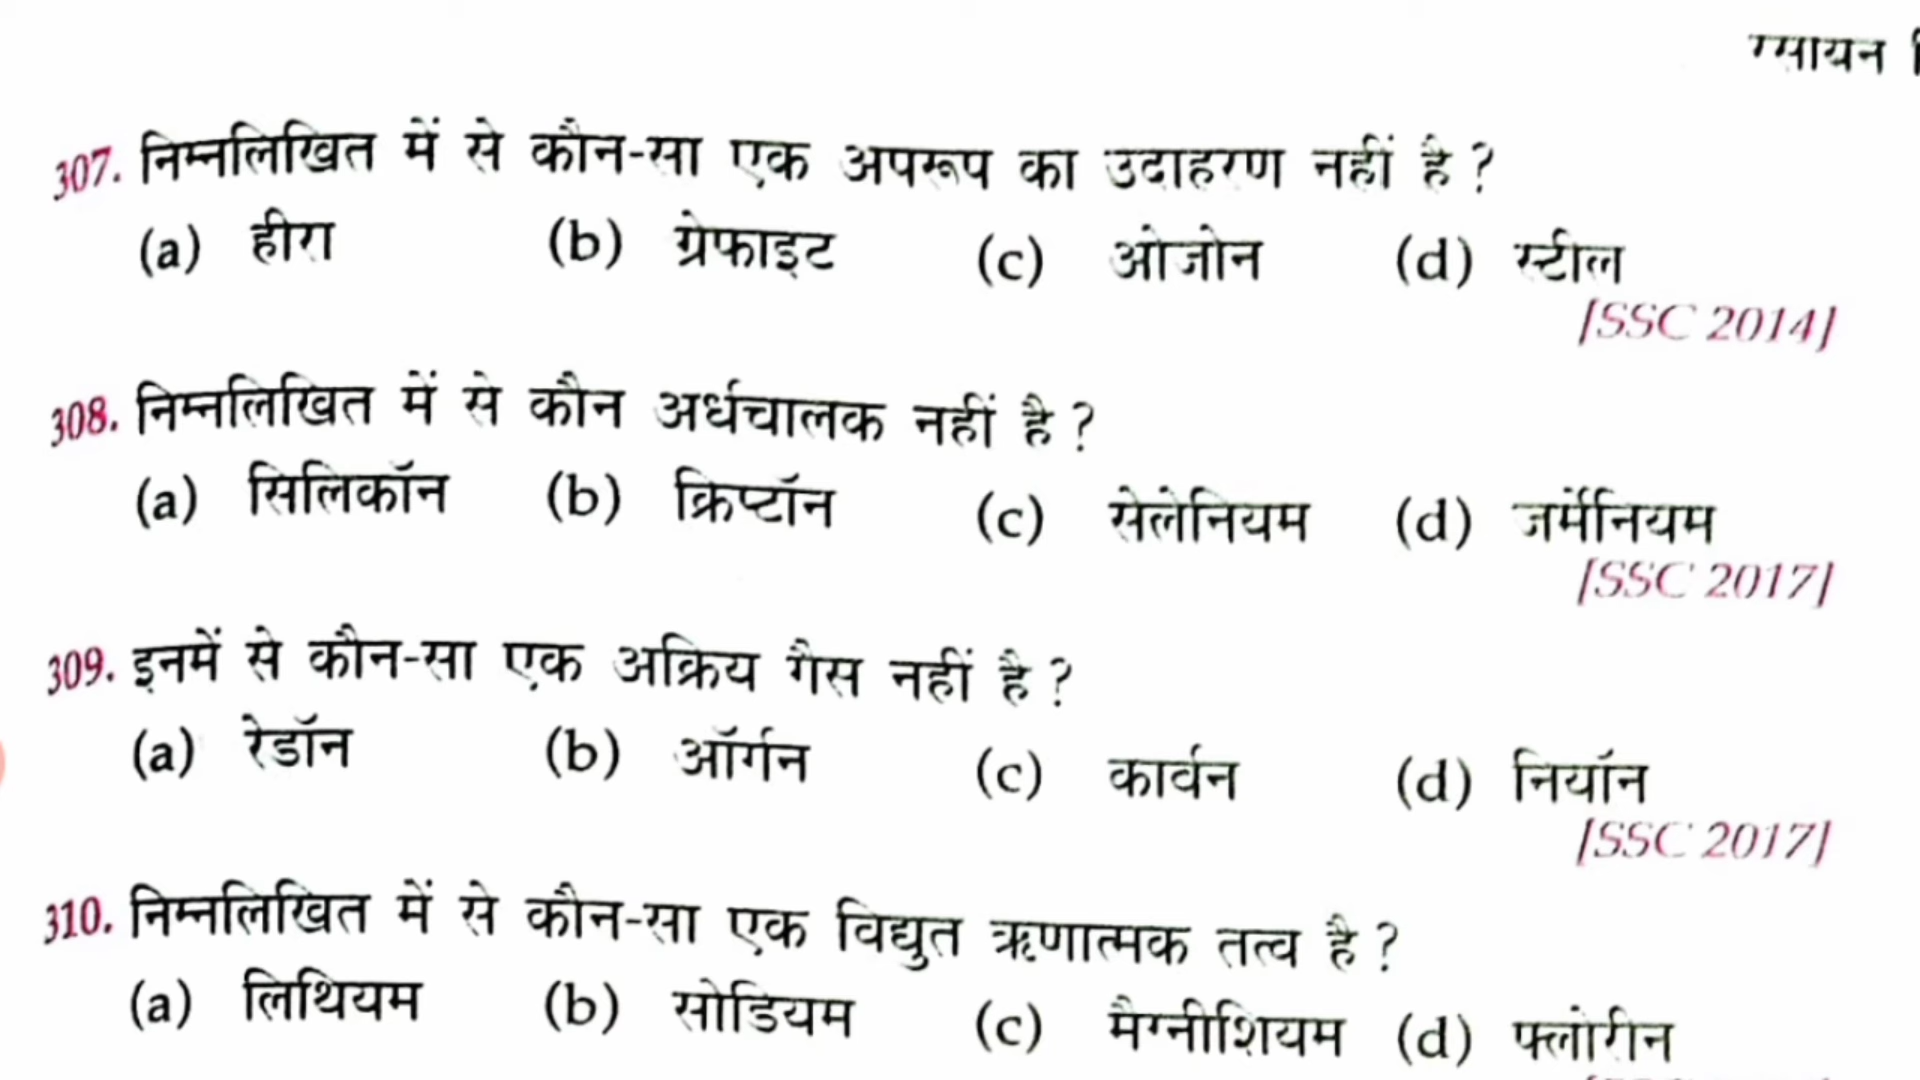 307. निम्नलिखित में से कौन-सा एक अपरूप का उदाहरण नहीं है ?
(a) हीरा (b) ग्रेफाइट (c) ओजोन (d) स्टील
[SSC 2014]
308. निम्नलिखित में से कौन अर्धचालक नहीं है ?
(a) सिलिकॉन (b) क्रिप्टॉन (c) सेलेनियम (d) जर्मेनियम
[SSC 2017]
309. इनमें से कौन-सा एक अक्रिय गैस नहीं है ?
(a) रेडॉन (b) ऑर्गन (c) कार्बन (d) नियॉन
[SSC 2017]
310. निम्नलिखित में से कौन-सा एक विद्युत ऋणात्मक तत्व है ?
(a) लिथियम (b) सोडियम (c) मैग्नीशियम (d) फ्लोरीन